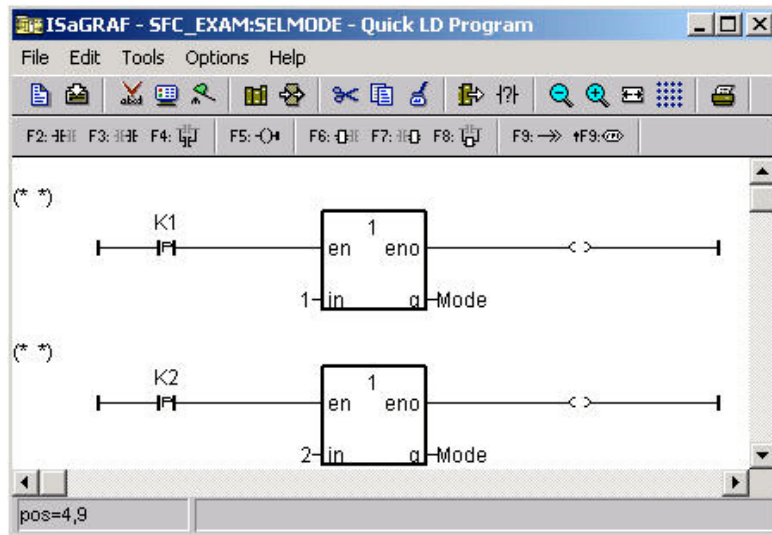 ISaGRAF - SFC_EXAM:SELMODE - Quick LD Program
File Edit Tools Options Help
abcd
F2: F3: F4: F5: F6: F7: F8: F9: ↑F9:
(* *)
K1
P
1
en eno
1 in q Mode
(* *)
K2
P
1
en eno
2 in q Mode
pos=4,9